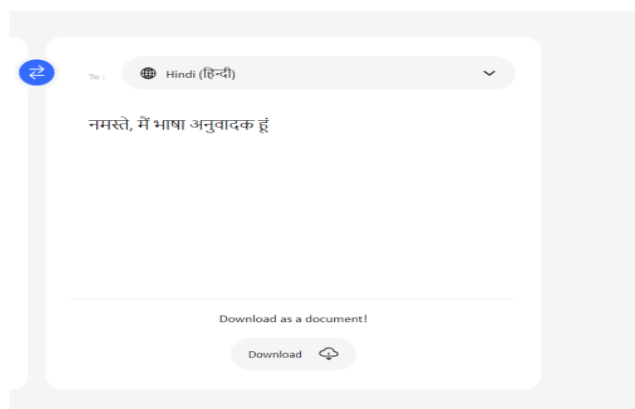 To :
Hindi (हिन्दी)
नमस्ते, में भाषा अनुवादक हूं
Download as a document!
Download